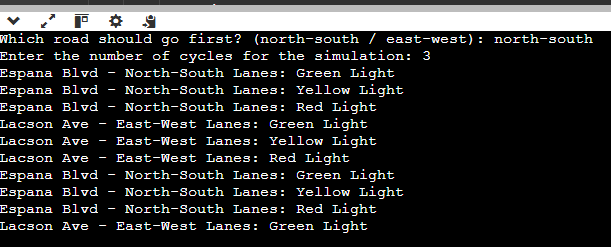 Which road should go first? (north-south / east-west): north-south
Enter the number of cycles for the simulation: 3
Espana Blvd - North-South Lanes: Green Light
Espana Blvd - North-South Lanes: Yellow Light
Espana Blvd - North-South Lanes: Red Light
Lacson Ave - East-West Lanes: Green Light
Lacson Ave - East-West Lanes: Yellow Light
Lacson Ave - East-West Lanes: Red Light
Espana Blvd - North-South Lanes: Green Light
Espana Blvd - North-South Lanes: Yellow Light
Espana Blvd - North-South Lanes: Red Light
Lacson Ave - East-West Lanes: Green Light